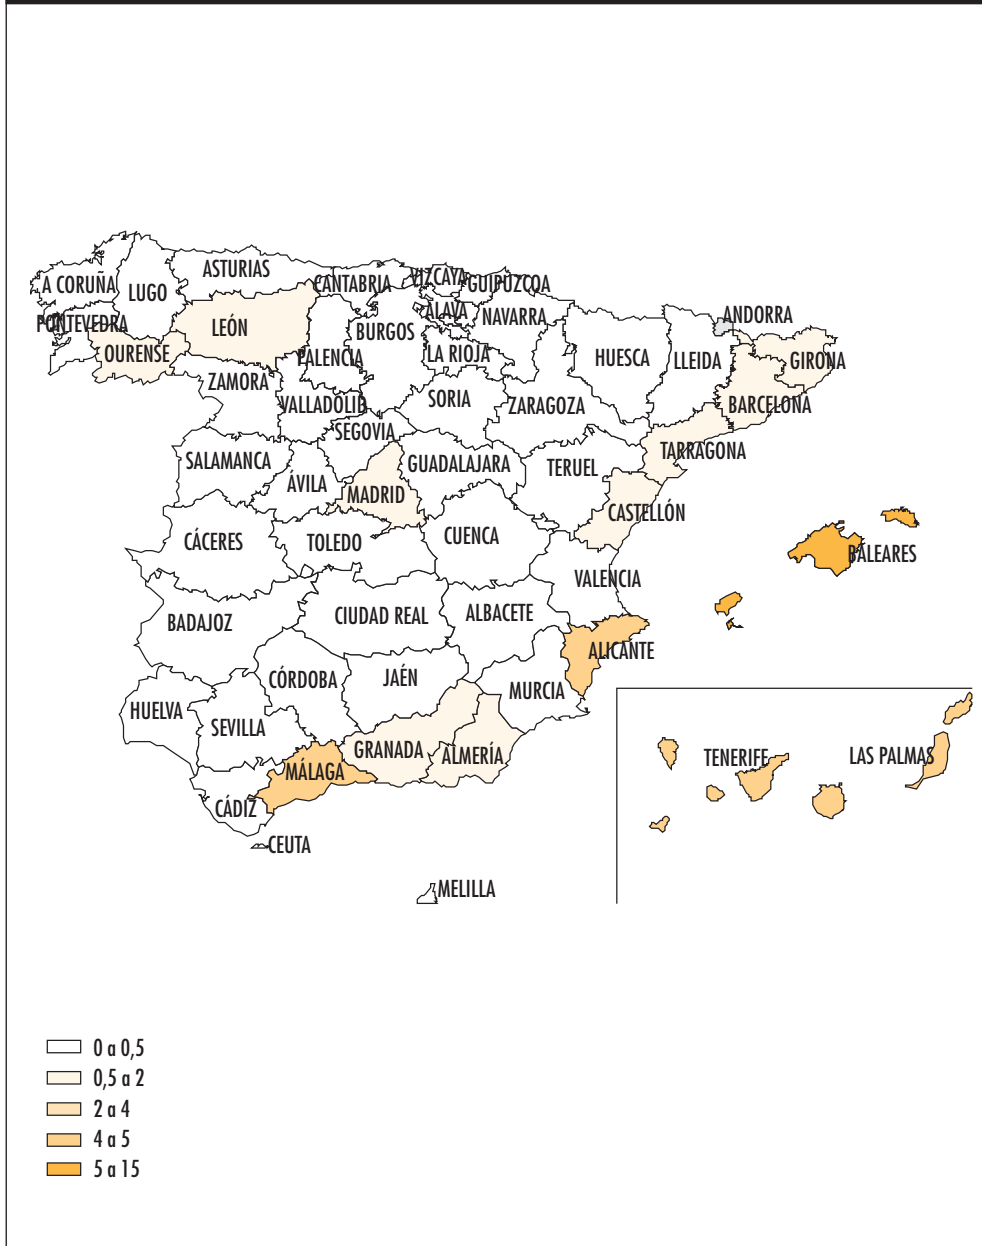 ASTURIAS
CANTABRIA
VIZCAYA
GUIPÚZCOA
A CORUÑA
LUGO
PONTEVEDRA
OURENSE
LEÓN
PALENCIA
BURGOS
ÁLAVA
NAVARRA
LA RIOJA
HUESCA
LLEIDA
ANDORRA
GIRONA
BARCELONA
ZAMORA
VALLADOLID
SORIA
ZARAGOZA
SEGOVIA
TARRAGONA
SALAMANCA
ÁVILA
MADRID
GUADALAJARA
TERUEL
CASTELLÓN
CÁCERES
TOLEDO
CUENCA
BALEARES
VALENCIA
BADAJOZ
CIUDAD REAL
ALBACETE
ALICANTE
CÓRDOBA
JAÉN
MURCIA
HUELVA
SEVILLA
GRANADA
ALMERÍA
MÁLAGA
TENERIFE
LAS PALMAS
CÁDIZ
CEUTA
MELILLA
0 a 0,5
0,5 a 2
2 a 4
4 a 5
5 a 15